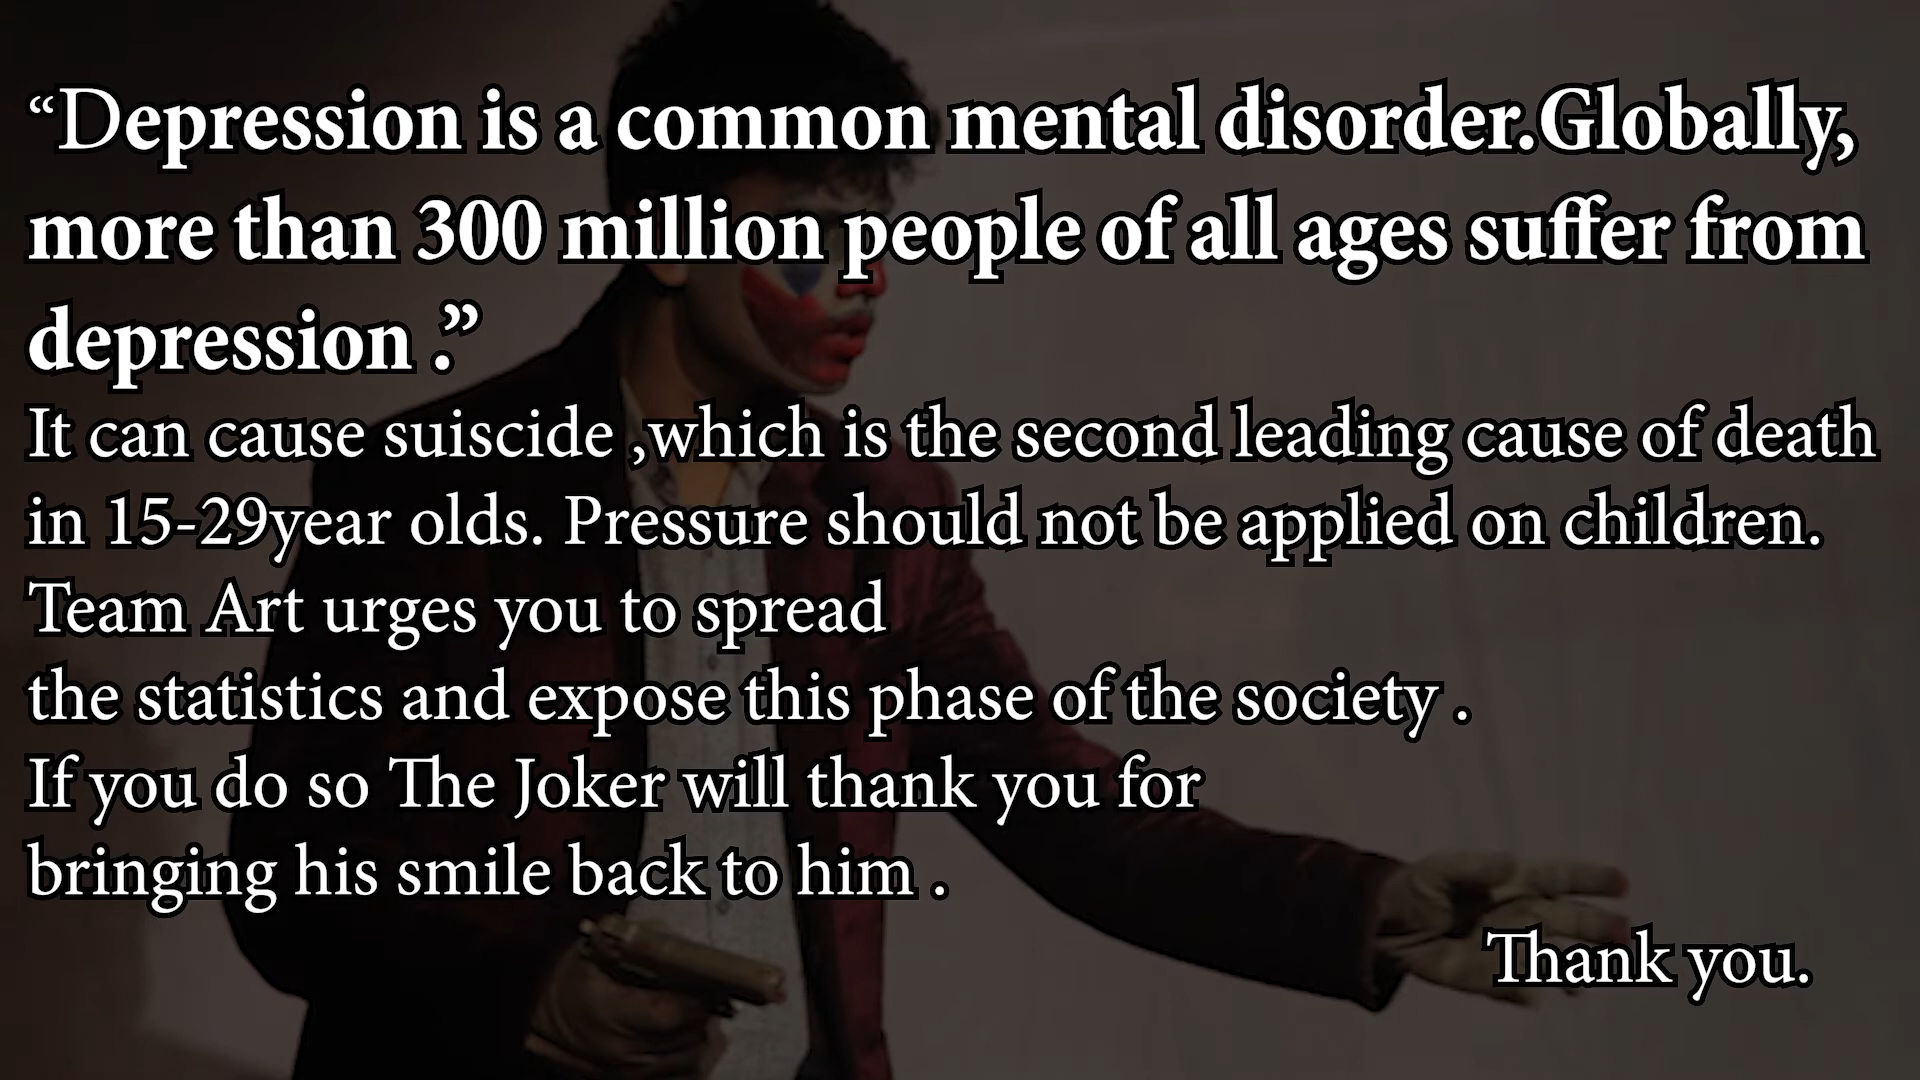 “Depression is a common mental disorder.Globally,
more than 300 million people of all ages suffer from
depression .”
It can cause suiscide ,which is the second leading cause of death
in 15-29year olds. Pressure should not be applied on children.
Team Art urges you to spread
the statistics and expose this phase of the society .
If you do so The Joker will thank you for
bringing his smile back to him .
Thank you.